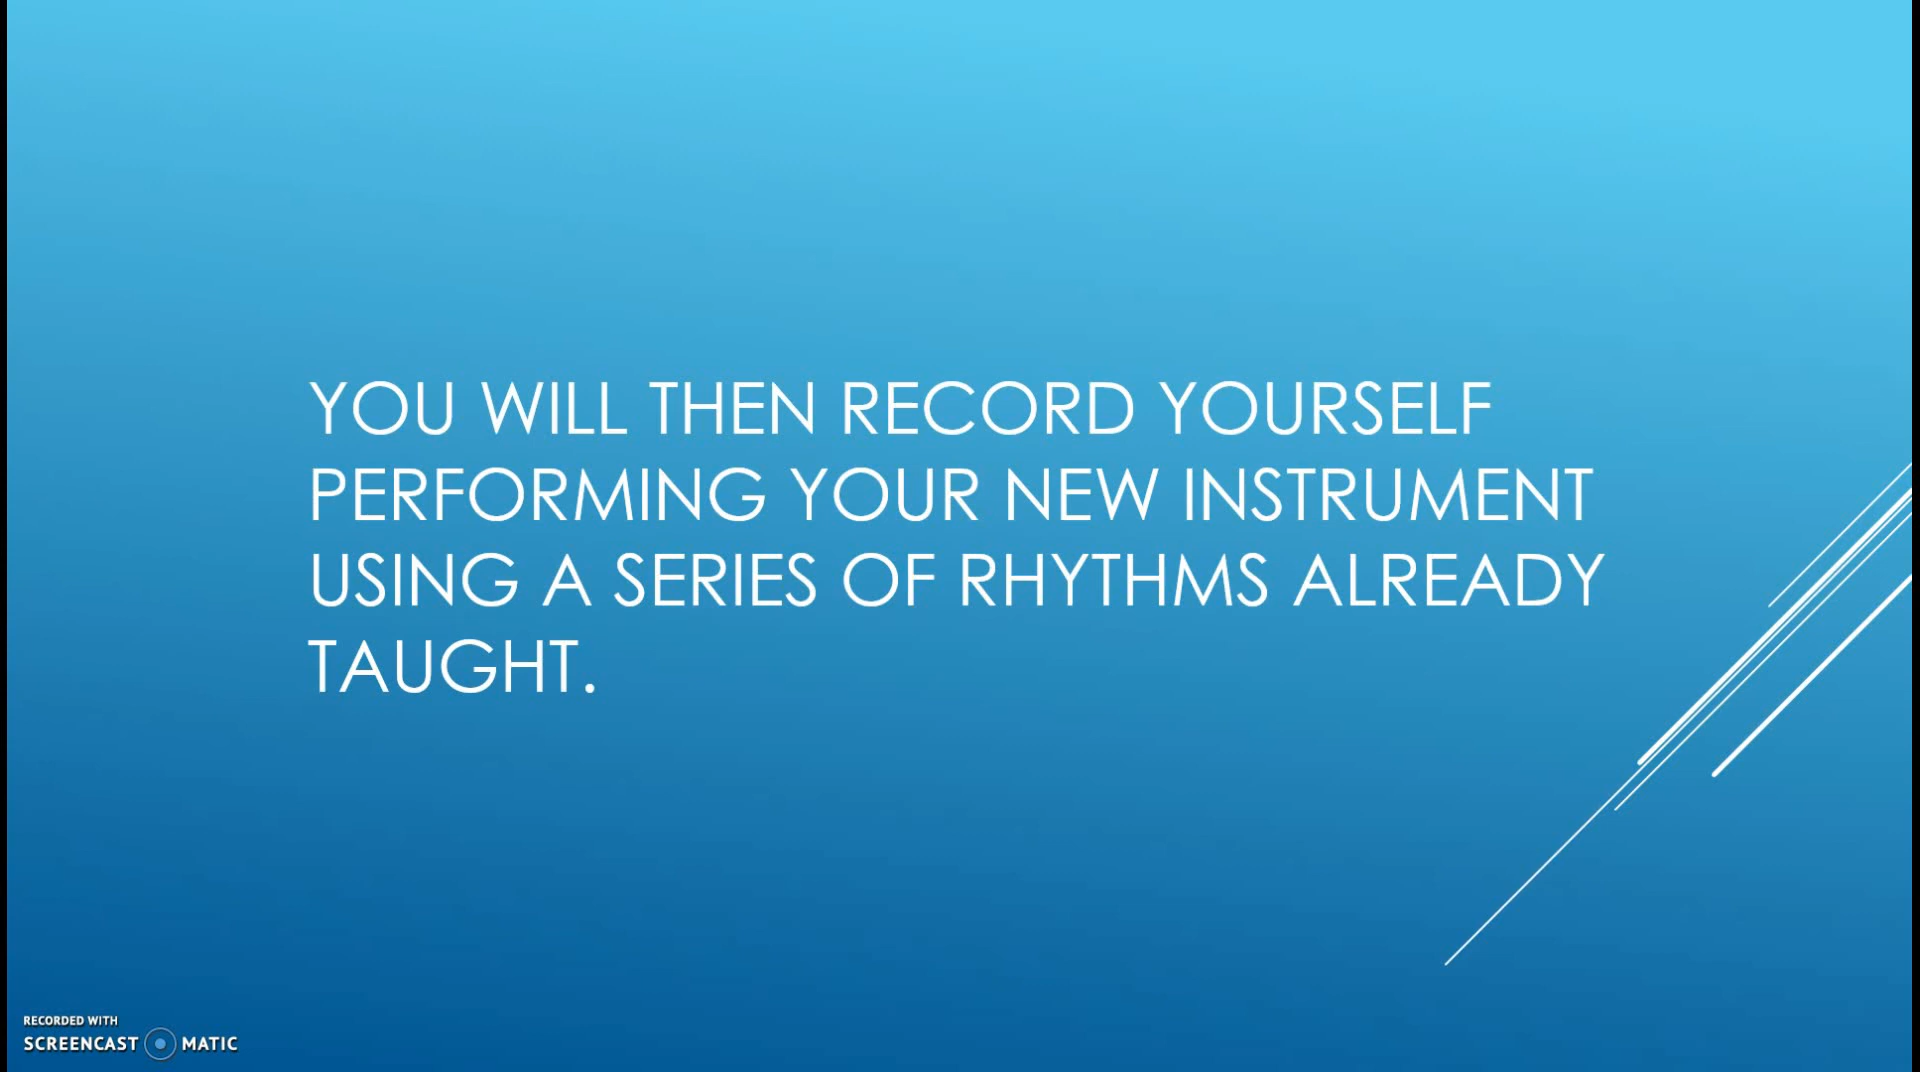 YOU WILL THEN RECORD YOURSELF
PERFORMING YOUR NEW INSTRUMENT
USING A SERIES OF RHYTHMS ALREADY
TAUGHT.
RECORDED WITH
SCREENCAST MATIC